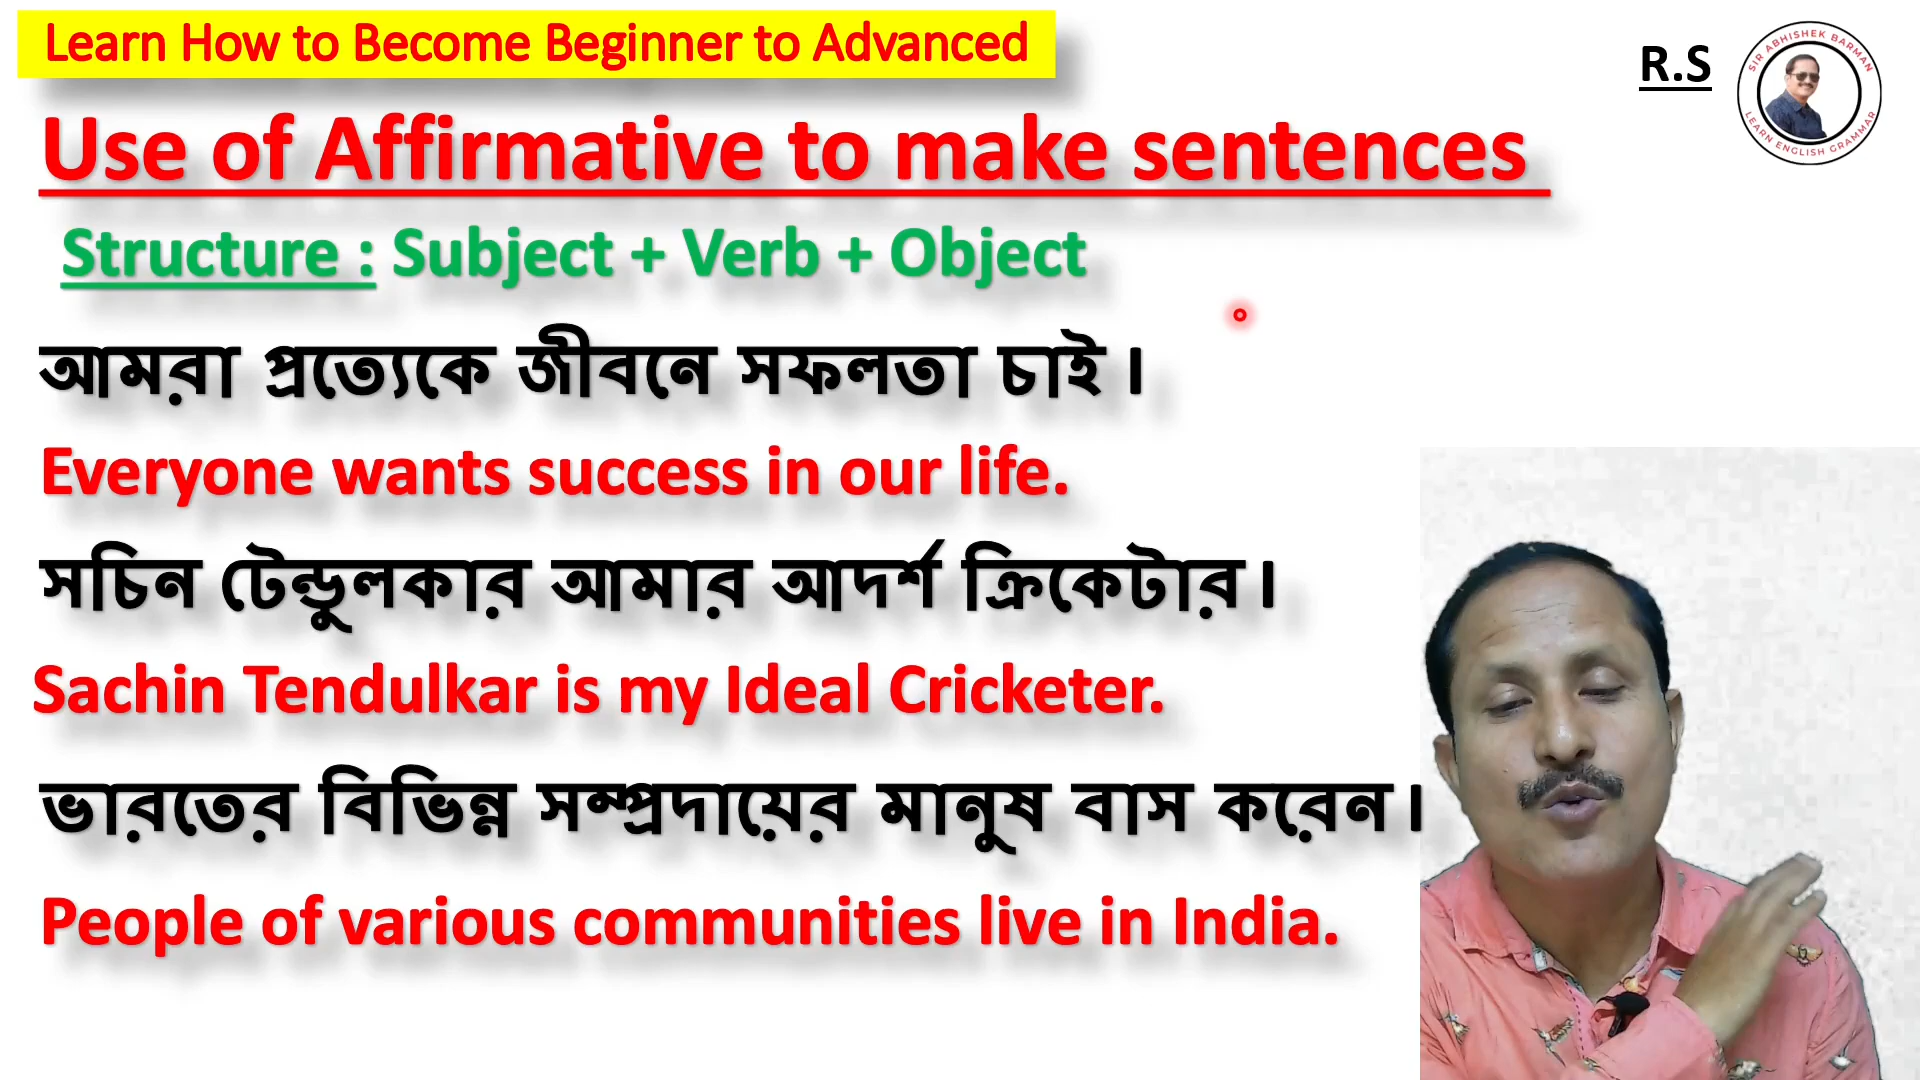 Learn How to Become Beginner to Advanced
R.S
SIR ABHISHEK BARMAN
LEARN ENGLISH GRAMMAR
Use of Affirmative to make sentences
Structure : Subject + Verb + Object
আমরা প্রত্যেকে জীবনে সফলতা চাই।
Everyone wants success in our life.
সচিন টেন্ডুলকার আমার আদর্শ ক্রিকেটার।
Sachin Tendulkar is my Ideal Cricketer.
ভারতের বিভিন্ন সম্প্রদায়ের মানুষ বাস করেন।
People of various communities live in India.